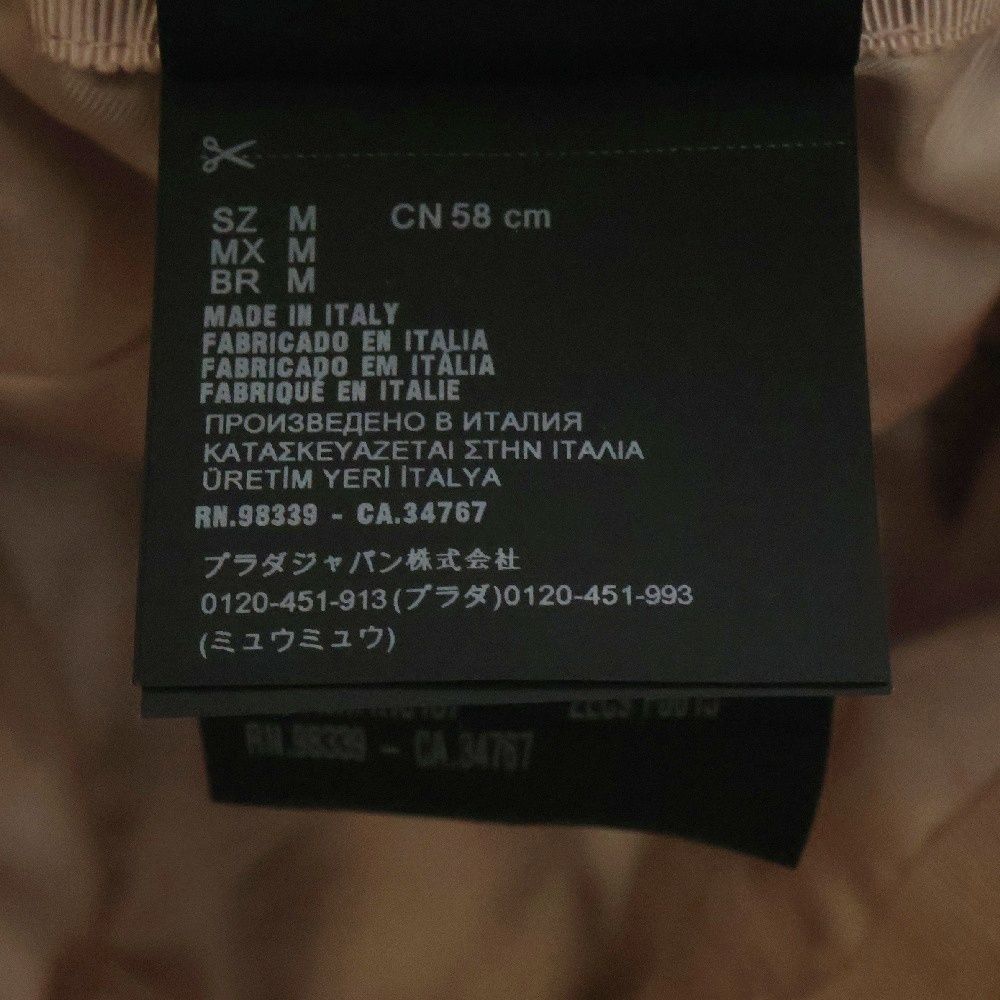 SZ M CN 58 cm
MX M
BR M
MADE IN ITALY
FABRICADO EN ITALIA
FABRICADO EM ITÁLIA
FABRIQUÉ EN ITALIE
ПРОИЗВЕДЕНО В ИТАЛИЯ
ΚΑΤΑΣΚΕΥΑΖΕΤΑΙ ΣΤΗΝ ΙΤΑΛΙΑ
ÜRETİM YERİ İTALYA
RN.98339 - CA.34767
プラダジャパン株式会社
0120-451-913(プラダ)0120-451-993
(ミュウミュウ)
RN.98339 - CA.34767